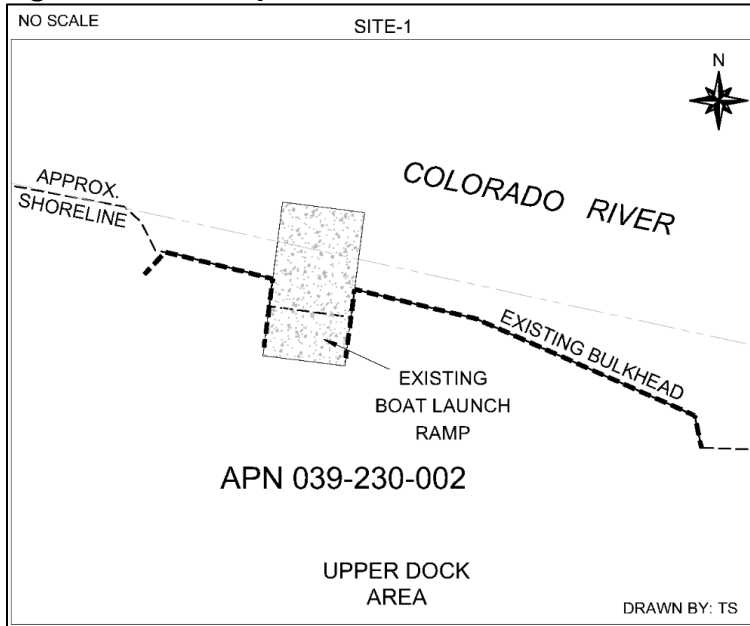 NO SCALE
SITE-1
N
APPROX.
SHORELINE
COLORADO RIVER
EXISTING BULKHEAD
EXISTING
BOAT LAUNCH
RAMP
APN 039-230-002
UPPER DOCK
AREA
DRAWN BY: TS